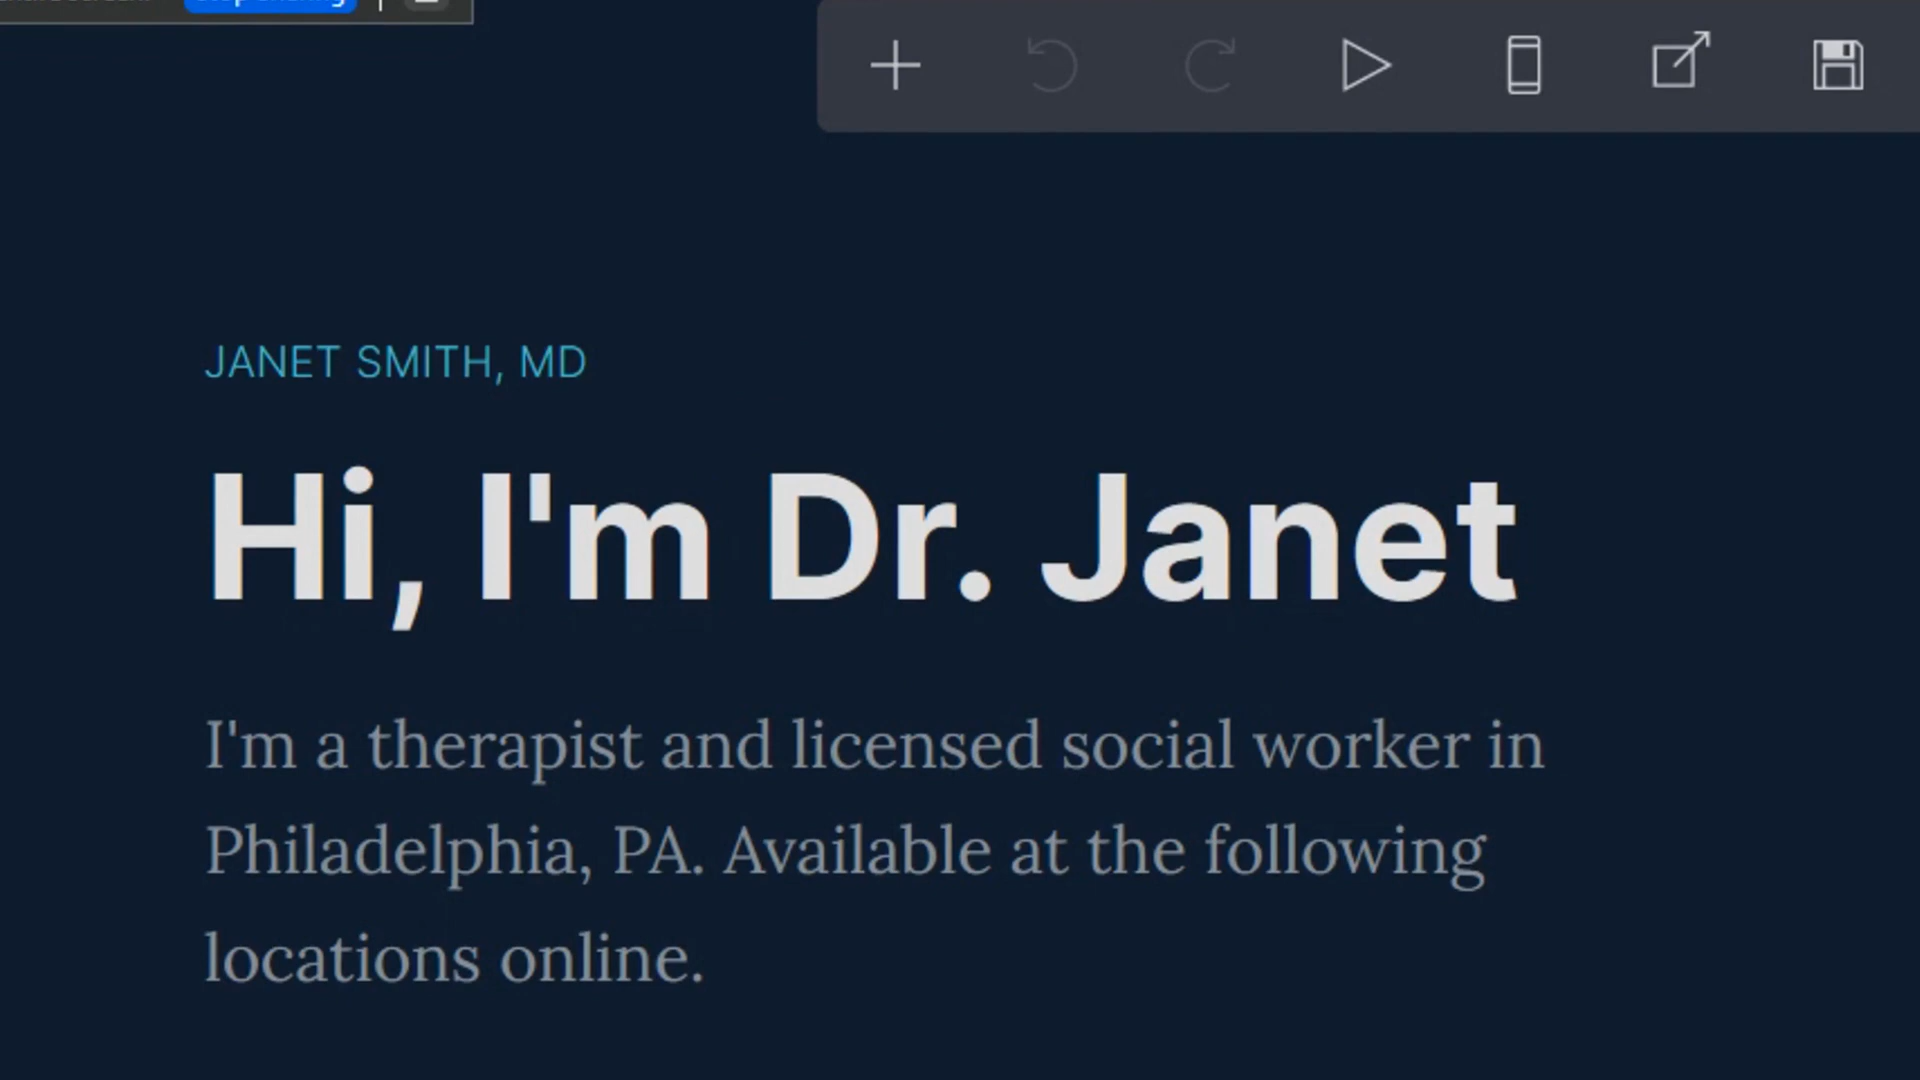 JANET SMITH, MD
Hi, I'm Dr. Janet
I'm a therapist and licensed social worker in
Philadelphia, PA. Available at the following
locations online.